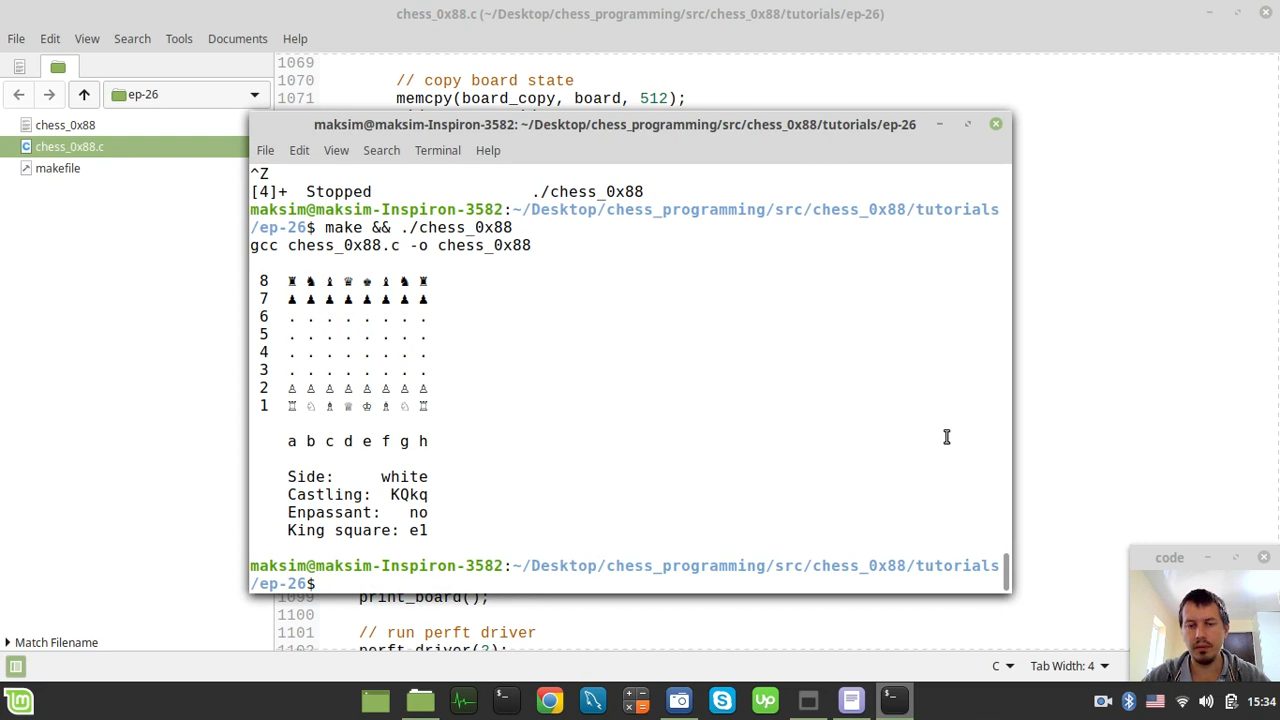 chess_0x88.c (~/Desktop/chess_programming/src/chess_0x88/tutorials/ep-26)
File Edit View Search Tools Documents Help
ep-26
chess_0x88
chess_0x88.c
makefile
1069
1070 // copy board state
1071 memcpy(board_copy, board, 512);
maksim@maksim-Inspiron-3582: ~/Desktop/chess_programming/src/chess_0x88/tutorials/ep-26
File Edit View Search Terminal Help
^Z
[4]+ Stopped ./chess_0x88
maksim@maksim-Inspiron-3582:~/Desktop/chess_programming/src/chess_0x88/tutorials
/ep-26$ make && ./chess_0x88
gcc chess_0x88.c -o chess_0x88
8 ♜ ♞ ♝ ♛ ♚ ♝ ♞ ♜
7 ♟ ♟ ♟ ♟ ♟ ♟ ♟ ♟
6 . . . . . . . .
5 . . . . . . . .
4 . . . . . . . .
3 . . . . . . . .
2 ♙ ♙ ♙ ♙ ♙ ♙ ♙ ♙
1 ♖ ♘ ♗ ♕ ♔ ♗ ♘ ♖
a b c d e f g h
Side: white
Castling: KQkq
Enpassant: no
King square: e1
maksim@maksim-Inspiron-3582:~/Desktop/chess_programming/src/chess_0x88/tutorials
/ep-26$
1099 print_board();
1100
1101 // run perft driver
1102 perft_driver(2);
Match Filename
C Tab Width: 4
code
15:34